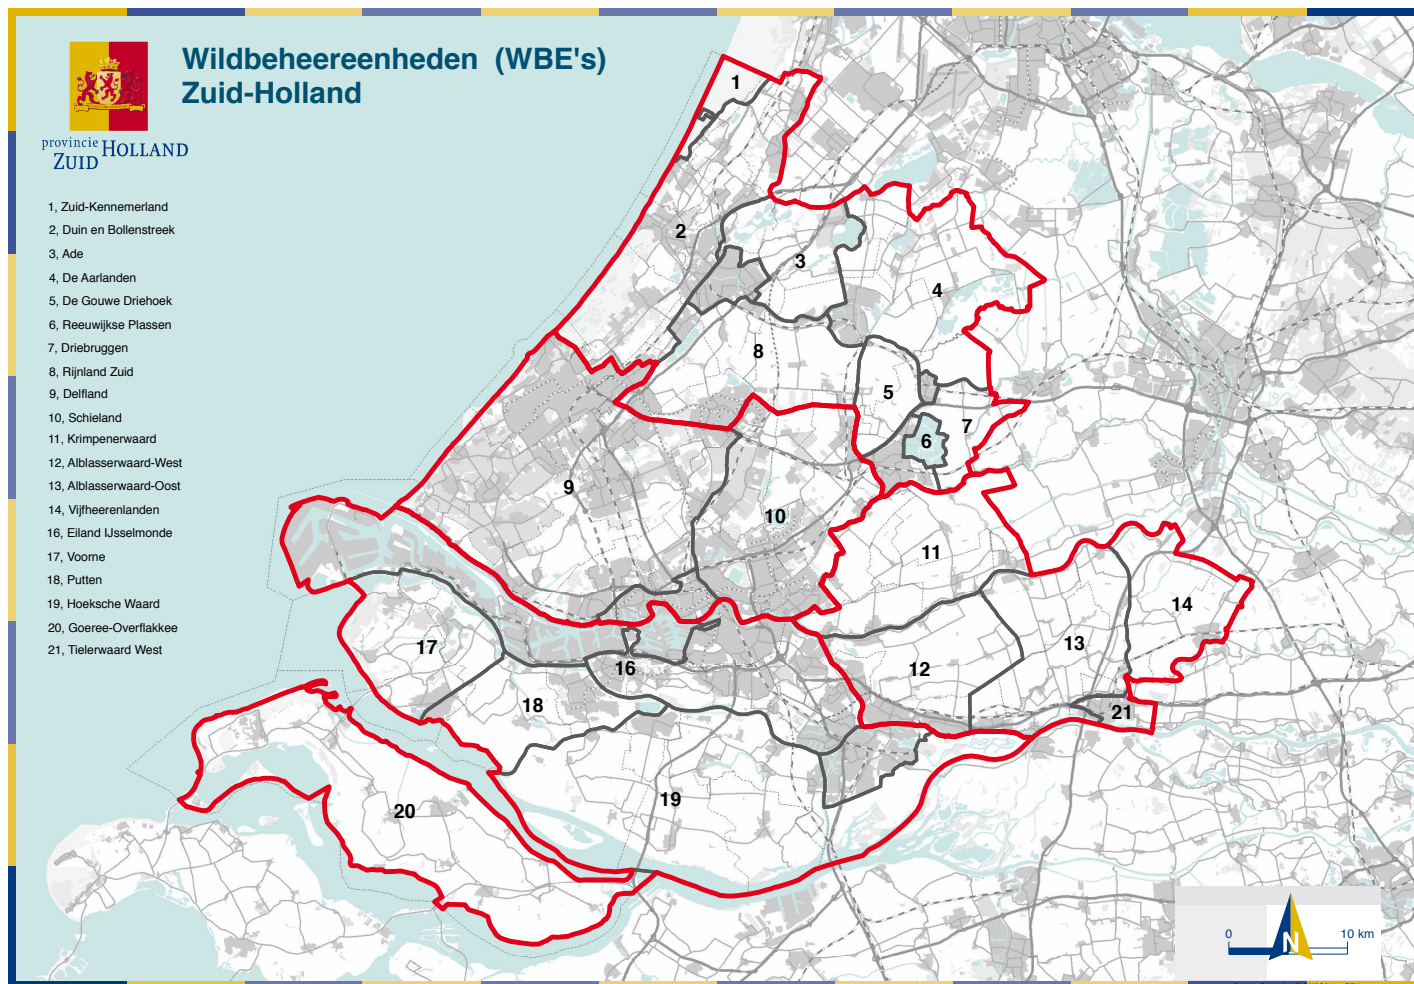 Wildbeheereenheden (WBE's)
Zuid-Holland
provincie HOLLAND
ZUID
1, Zuid-Kennemerland
2, Duin en Bollenstreek
3, Ade
4, De Aarlanden
5, De Gouwe Driehoek
6, Reeuwijkse Plassen
7, Driebruggen
8, Rijnland Zuid
9, Delfland
10, Schieland
11, Krimpenerwaard
12, Alblasserwaard-West
13, Alblasserwaard-Oost
14, Vijfheerenlanden
16, Eiland IJsselmonde
17, Voorne
18, Putten
19, Hoeksche Waard
20, Goeree-Overflakkee
21, Tielerwaard West
1
2
3
4
8
5
7
6
9
10
11
14
17
16
12
13
18
21
19
20
0 N 10 km